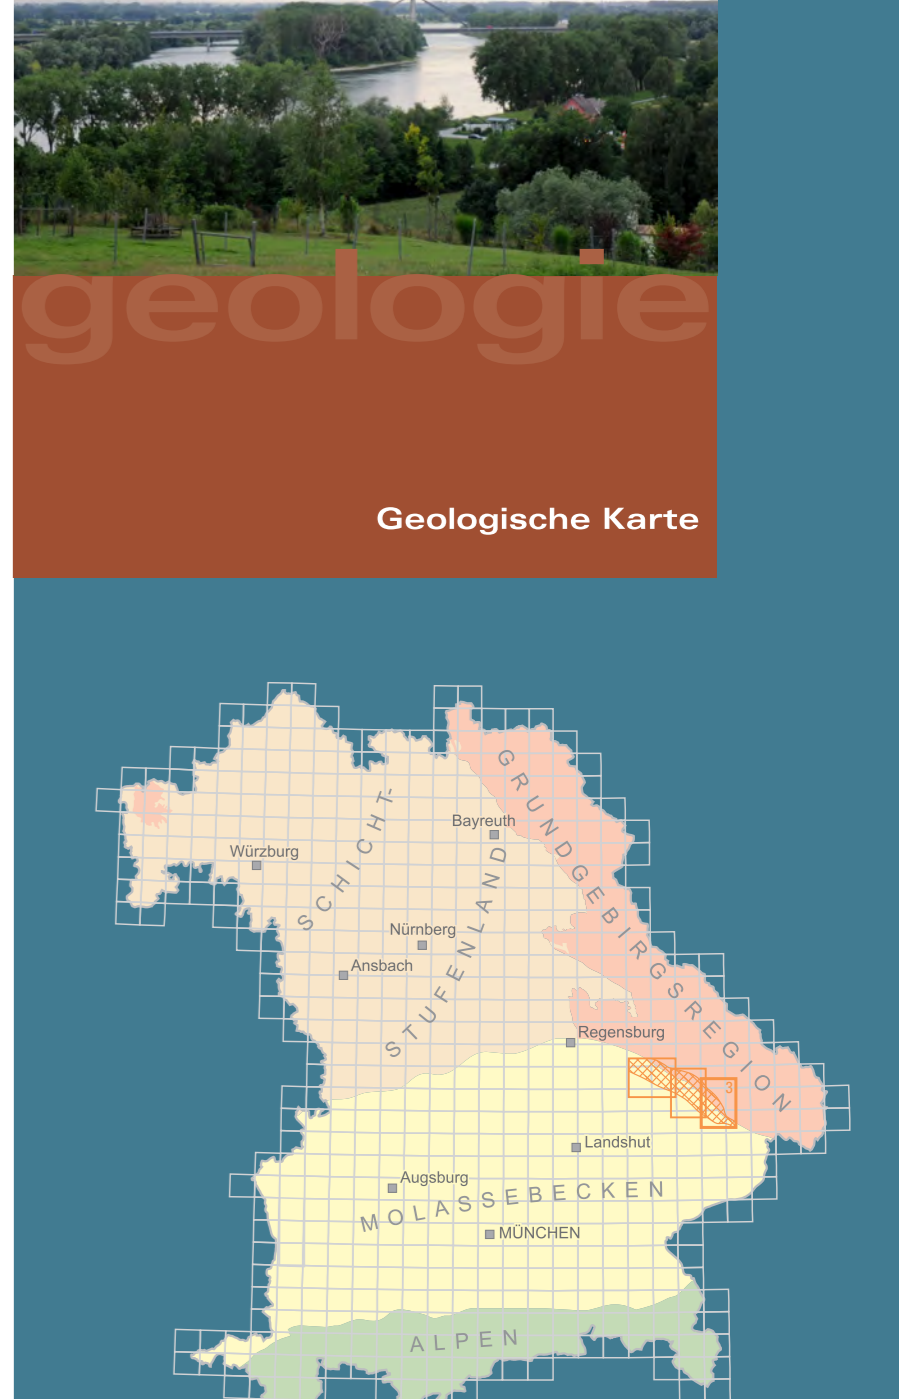 geologie
Geologische Karte
GRUNDGEBIRGSREGION
SCHICHT-
STUFENLAND
Bayreuth
Würzburg
Nürnberg
Ansbach
Regensburg
3
Landshut
Augsburg
MOLASSEBECKEN
MÜNCHEN
ALPEN